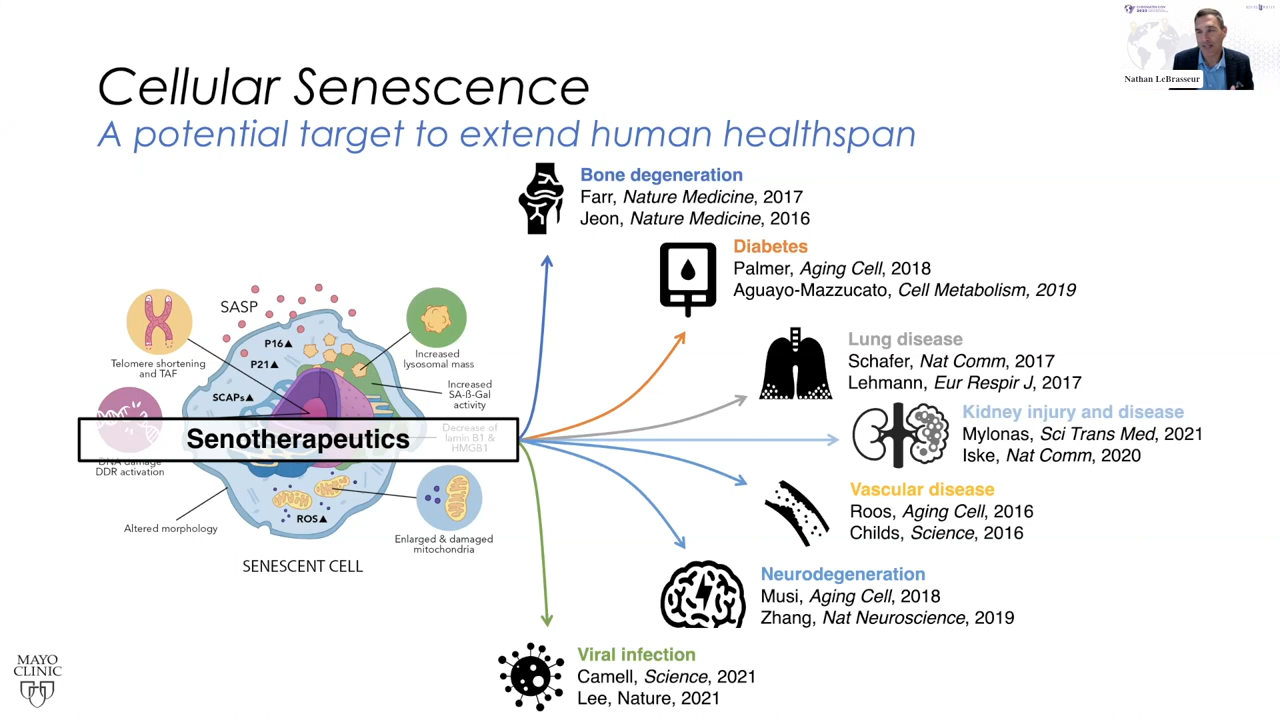 Nathan LeBrasseur
Cellular Senescence
A potential target to extend human healthspan
Bone degeneration
Farr, Nature Medicine, 2017
Jeon, Nature Medicine, 2016
Diabetes
Palmer, Aging Cell, 2018
Aguayo-Mazzucato, Cell Metabolism, 2019
Lung disease
Schafer, Nat Comm, 2017
Lehmann, Eur Respir J, 2017
Kidney injury and disease
Mylonas, Sci Trans Med, 2021
Iske, Nat Comm, 2020
Vascular disease
Roos, Aging Cell, 2016
Childs, Science, 2016
Neurodegeneration
Musi, Aging Cell, 2018
Zhang, Nat Neuroscience, 2019
Viral infection
Camell, Science, 2021
Lee, Nature, 2021
SASP
P16▲
P21▲
SCAPs▲
Telomere shortening
and TAF
Increased
lysosomal mass
Increased
SA-ß-Gal
activity
Decrease of
lamin B1 &
HMGB1
Senotherapeutics
DNA damage
DDR activation
ROS▲
Altered morphology
Enlarged & damaged
mitochondria
SENESCENT CELL
MAYO
CLINIC